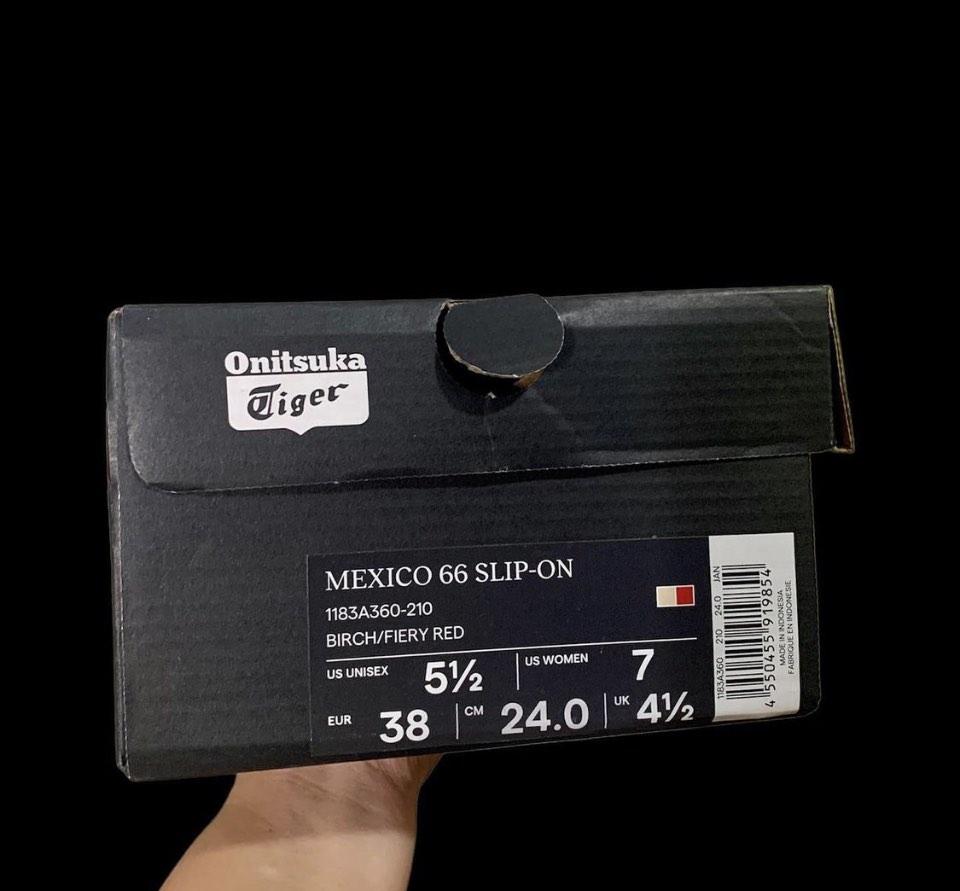 Onitsuka
Tiger
MEXICO 66 SLIP-ON
1183A360-210
BIRCH/FIERY RED
US UNISEX 5½ US WOMEN 7
EUR 38 CM 24.0 UK 4½
1183A360 210 24.0 JAN
4 550455 919854
MADE IN INDONESIA
FABRIQUE EN INDONESIE